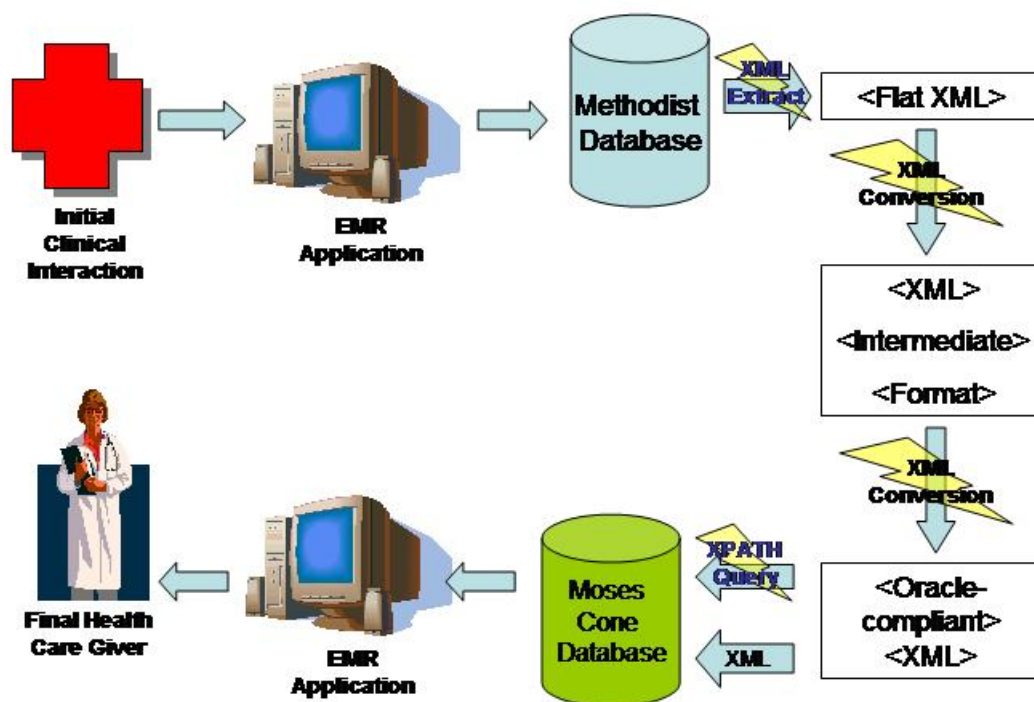 Initial
Clinical
Interaction
EMR
Application
Methodist
Database
XML
Extract
<Flat XML>
XML
Conversion
<XML>
<Intermediate>
<Format>
XML
Conversion
<Oracle-
compliant>
<XML>
XPATH
Query
XML
Moses
Cone
Database
EMR
Application
Final Health
Care Giver